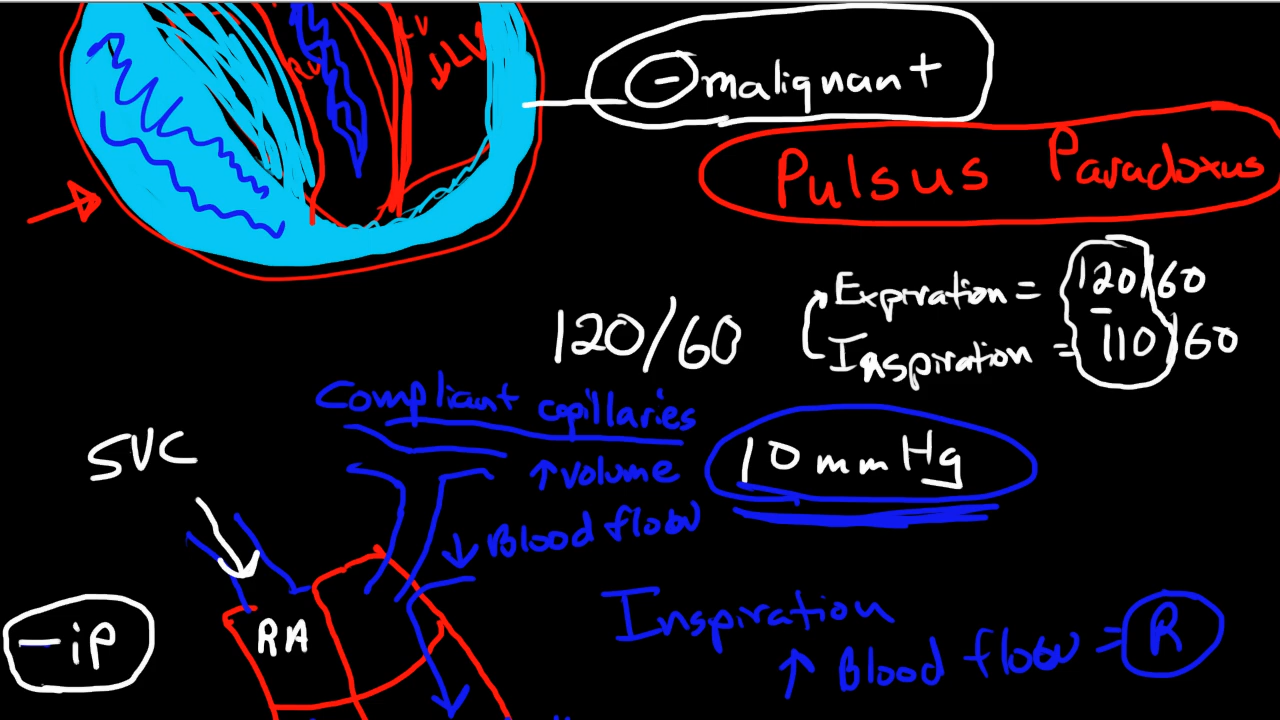 RV
LV
↓LV
- malignant
Pulsus Paradoxus
Expiration = 120/60
Inspiration = 110/60
120/60
Compliant capillaries
↑ volume
10 mmHg
↓ Blood flow
SVC
-iP
RA
Inspiration
↑ Blood flow = R